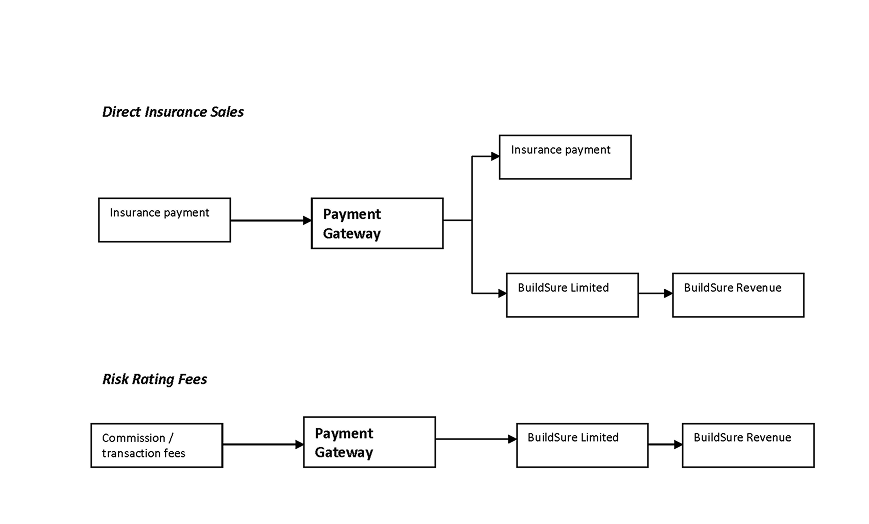 Direct Insurance Sales
Insurance payment
Insurance payment
Payment
Gateway
BuildSure Limited
BuildSure Revenue
Risk Rating Fees
Commission /
transaction fees
Payment
Gateway
BuildSure Limited
BuildSure Revenue